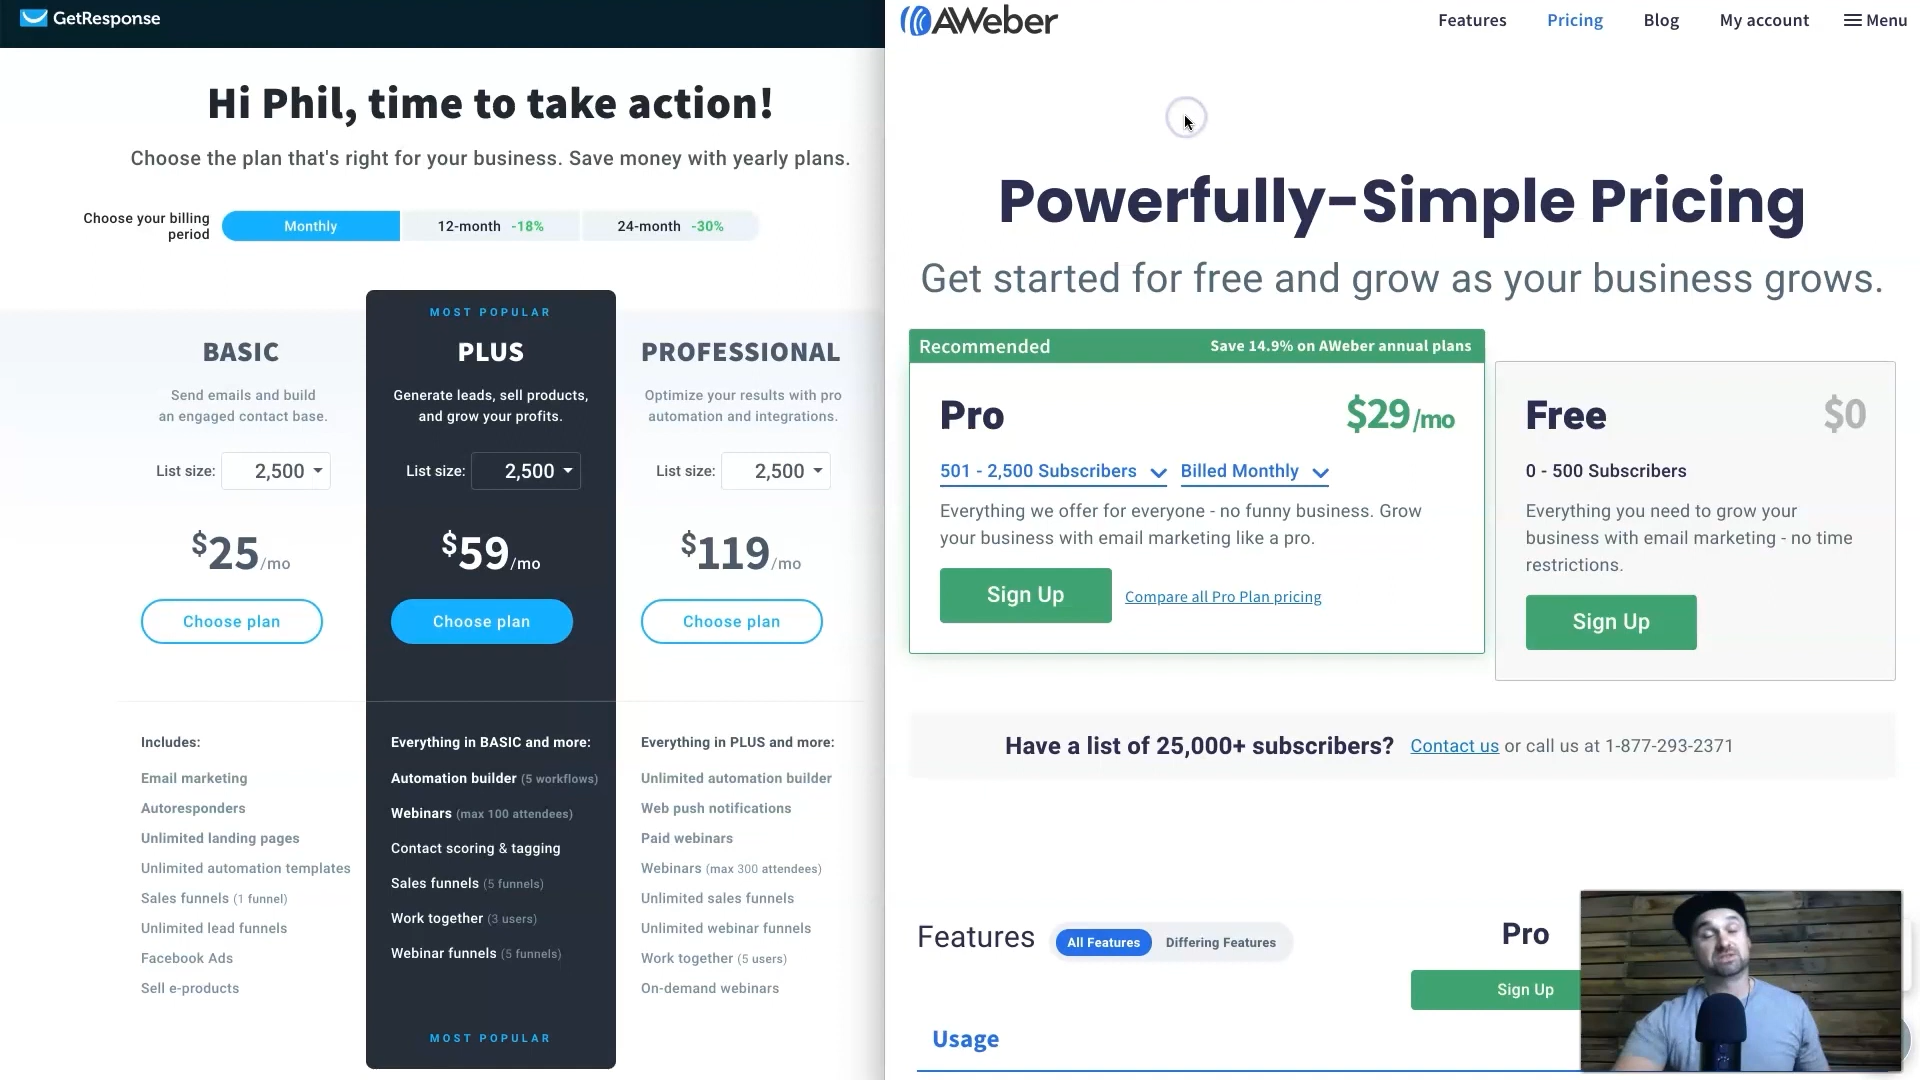 GetResponse
Hi Phil, time to take action!
Choose the plan that's right for your business. Save money with yearly plans.
Choose your billing
period
Monthly
12-month -18%
24-month -30%
MOST POPULAR
BASIC
Send emails and build
an engaged contact base.
List size: 2,500
$25/mo
Choose plan
Includes:
Email marketing
Autoresponders
Unlimited landing pages
Unlimited automation templates
Sales funnels (1 funnel)
Unlimited lead funnels
Facebook Ads
Sell e-products
PLUS
Generate leads, sell products,
and grow your profits.
List size: 2,500
$59/mo
Choose plan
Everything in BASIC and more:
Automation builder (5 workflows)
Webinars (max 100 attendees)
Contact scoring & tagging
Sales funnels (5 funnels)
Work together (3 users)
Webinar funnels (5 funnels)
MOST POPULAR
PROFESSIONAL
Optimize your results with pro
automation and integrations.
List size: 2,500
$119/mo
Choose plan
Everything in PLUS and more:
Unlimited automation builder
Web push notifications
Paid webinars
Webinars (max 300 attendees)
Unlimited sales funnels
Unlimited webinar funnels
Work together (5 users)
On-demand webinars
AWeber
Features Pricing Blog My account Menu
Powerfully-Simple Pricing
Get started for free and grow as your business grows.
Recommended Save 14.9% on AWeber annual plans
Pro $29/mo
501 - 2,500 Subscribers Billed Monthly
Everything we offer for everyone - no funny business. Grow
your business with email marketing like a pro.
Sign Up Compare all Pro Plan pricing
Free $0
0 - 500 Subscribers
Everything you need to grow your
business with email marketing - no time
restrictions.
Sign Up
Have a list of 25,000+ subscribers? Contact us or call us at 1-877-293-2371
Features All Features Differing Features Pro
Sign Up
Usage